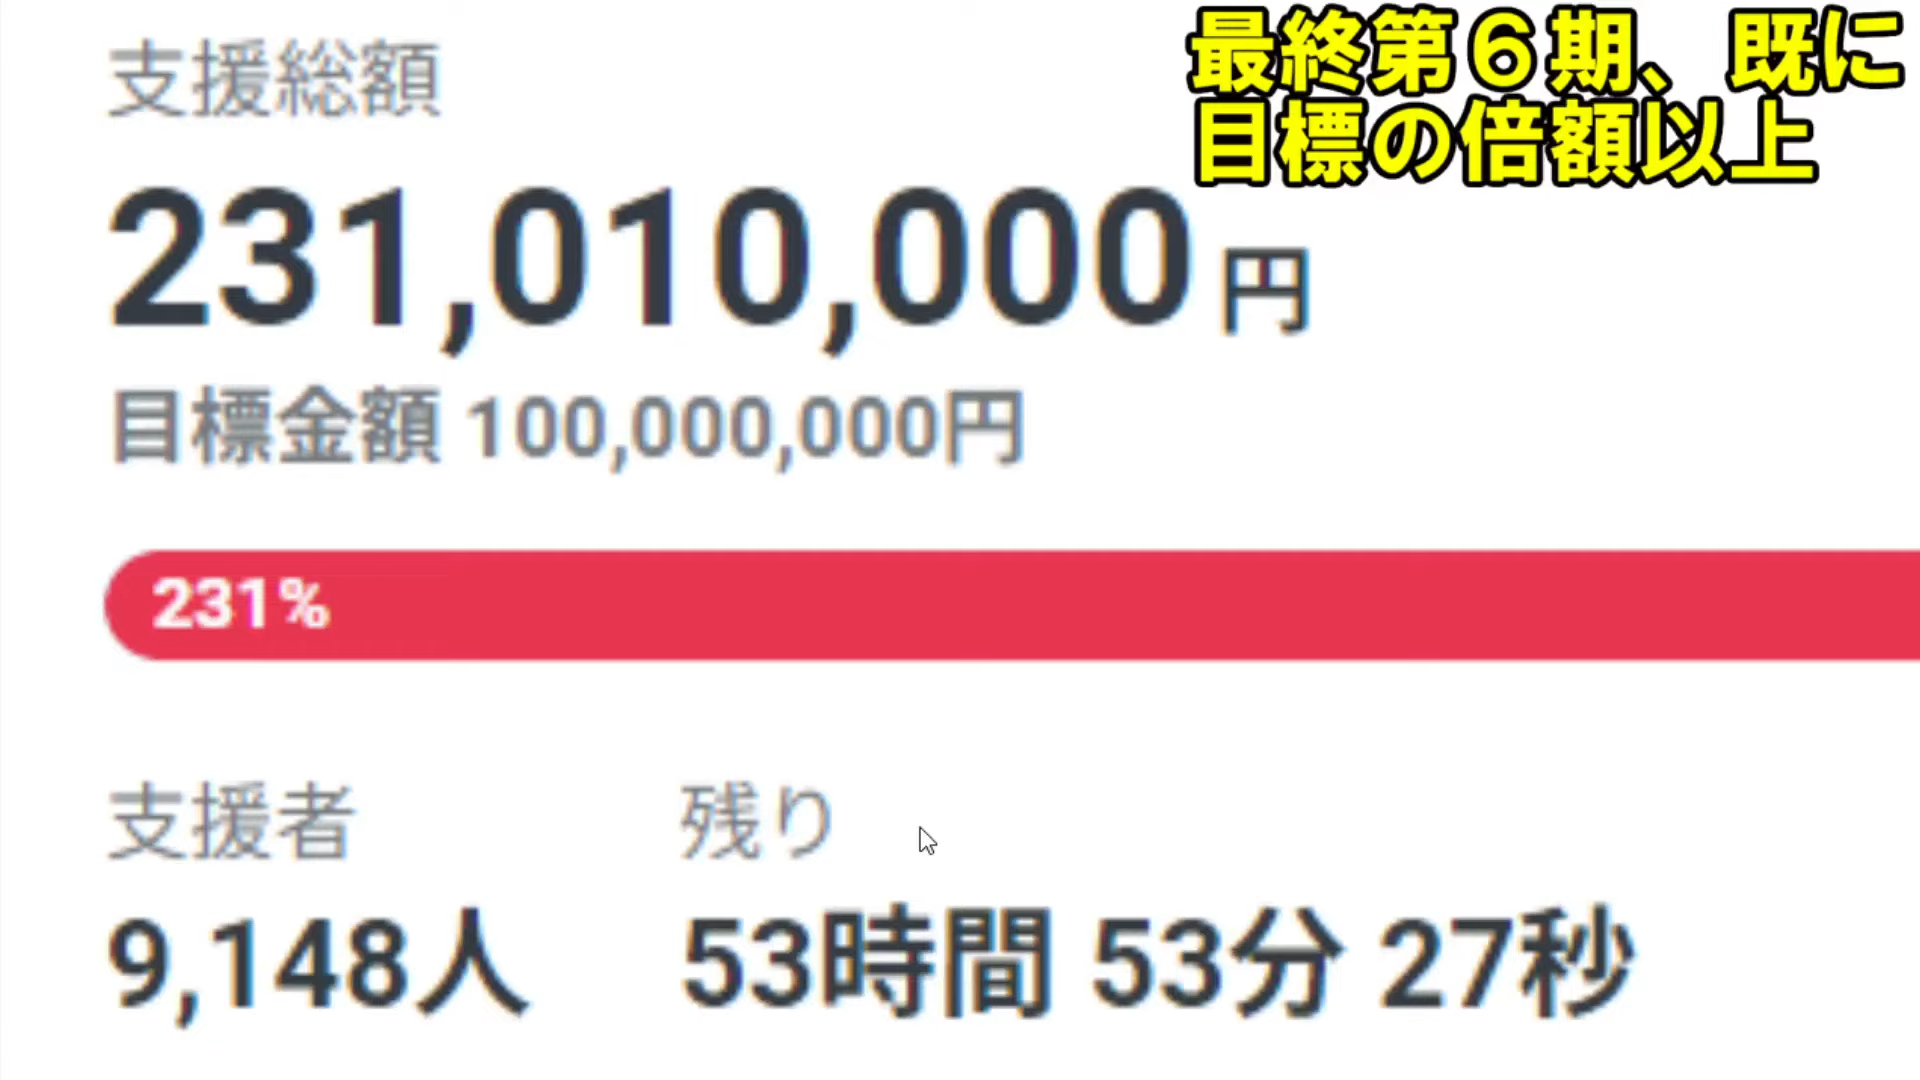 最終第６期、既に
目標の倍額以上
支援総額
231,010,000円
目標金額 100,000,000円
231%
支援者
9,148人
残り
53時間 53分 27秒